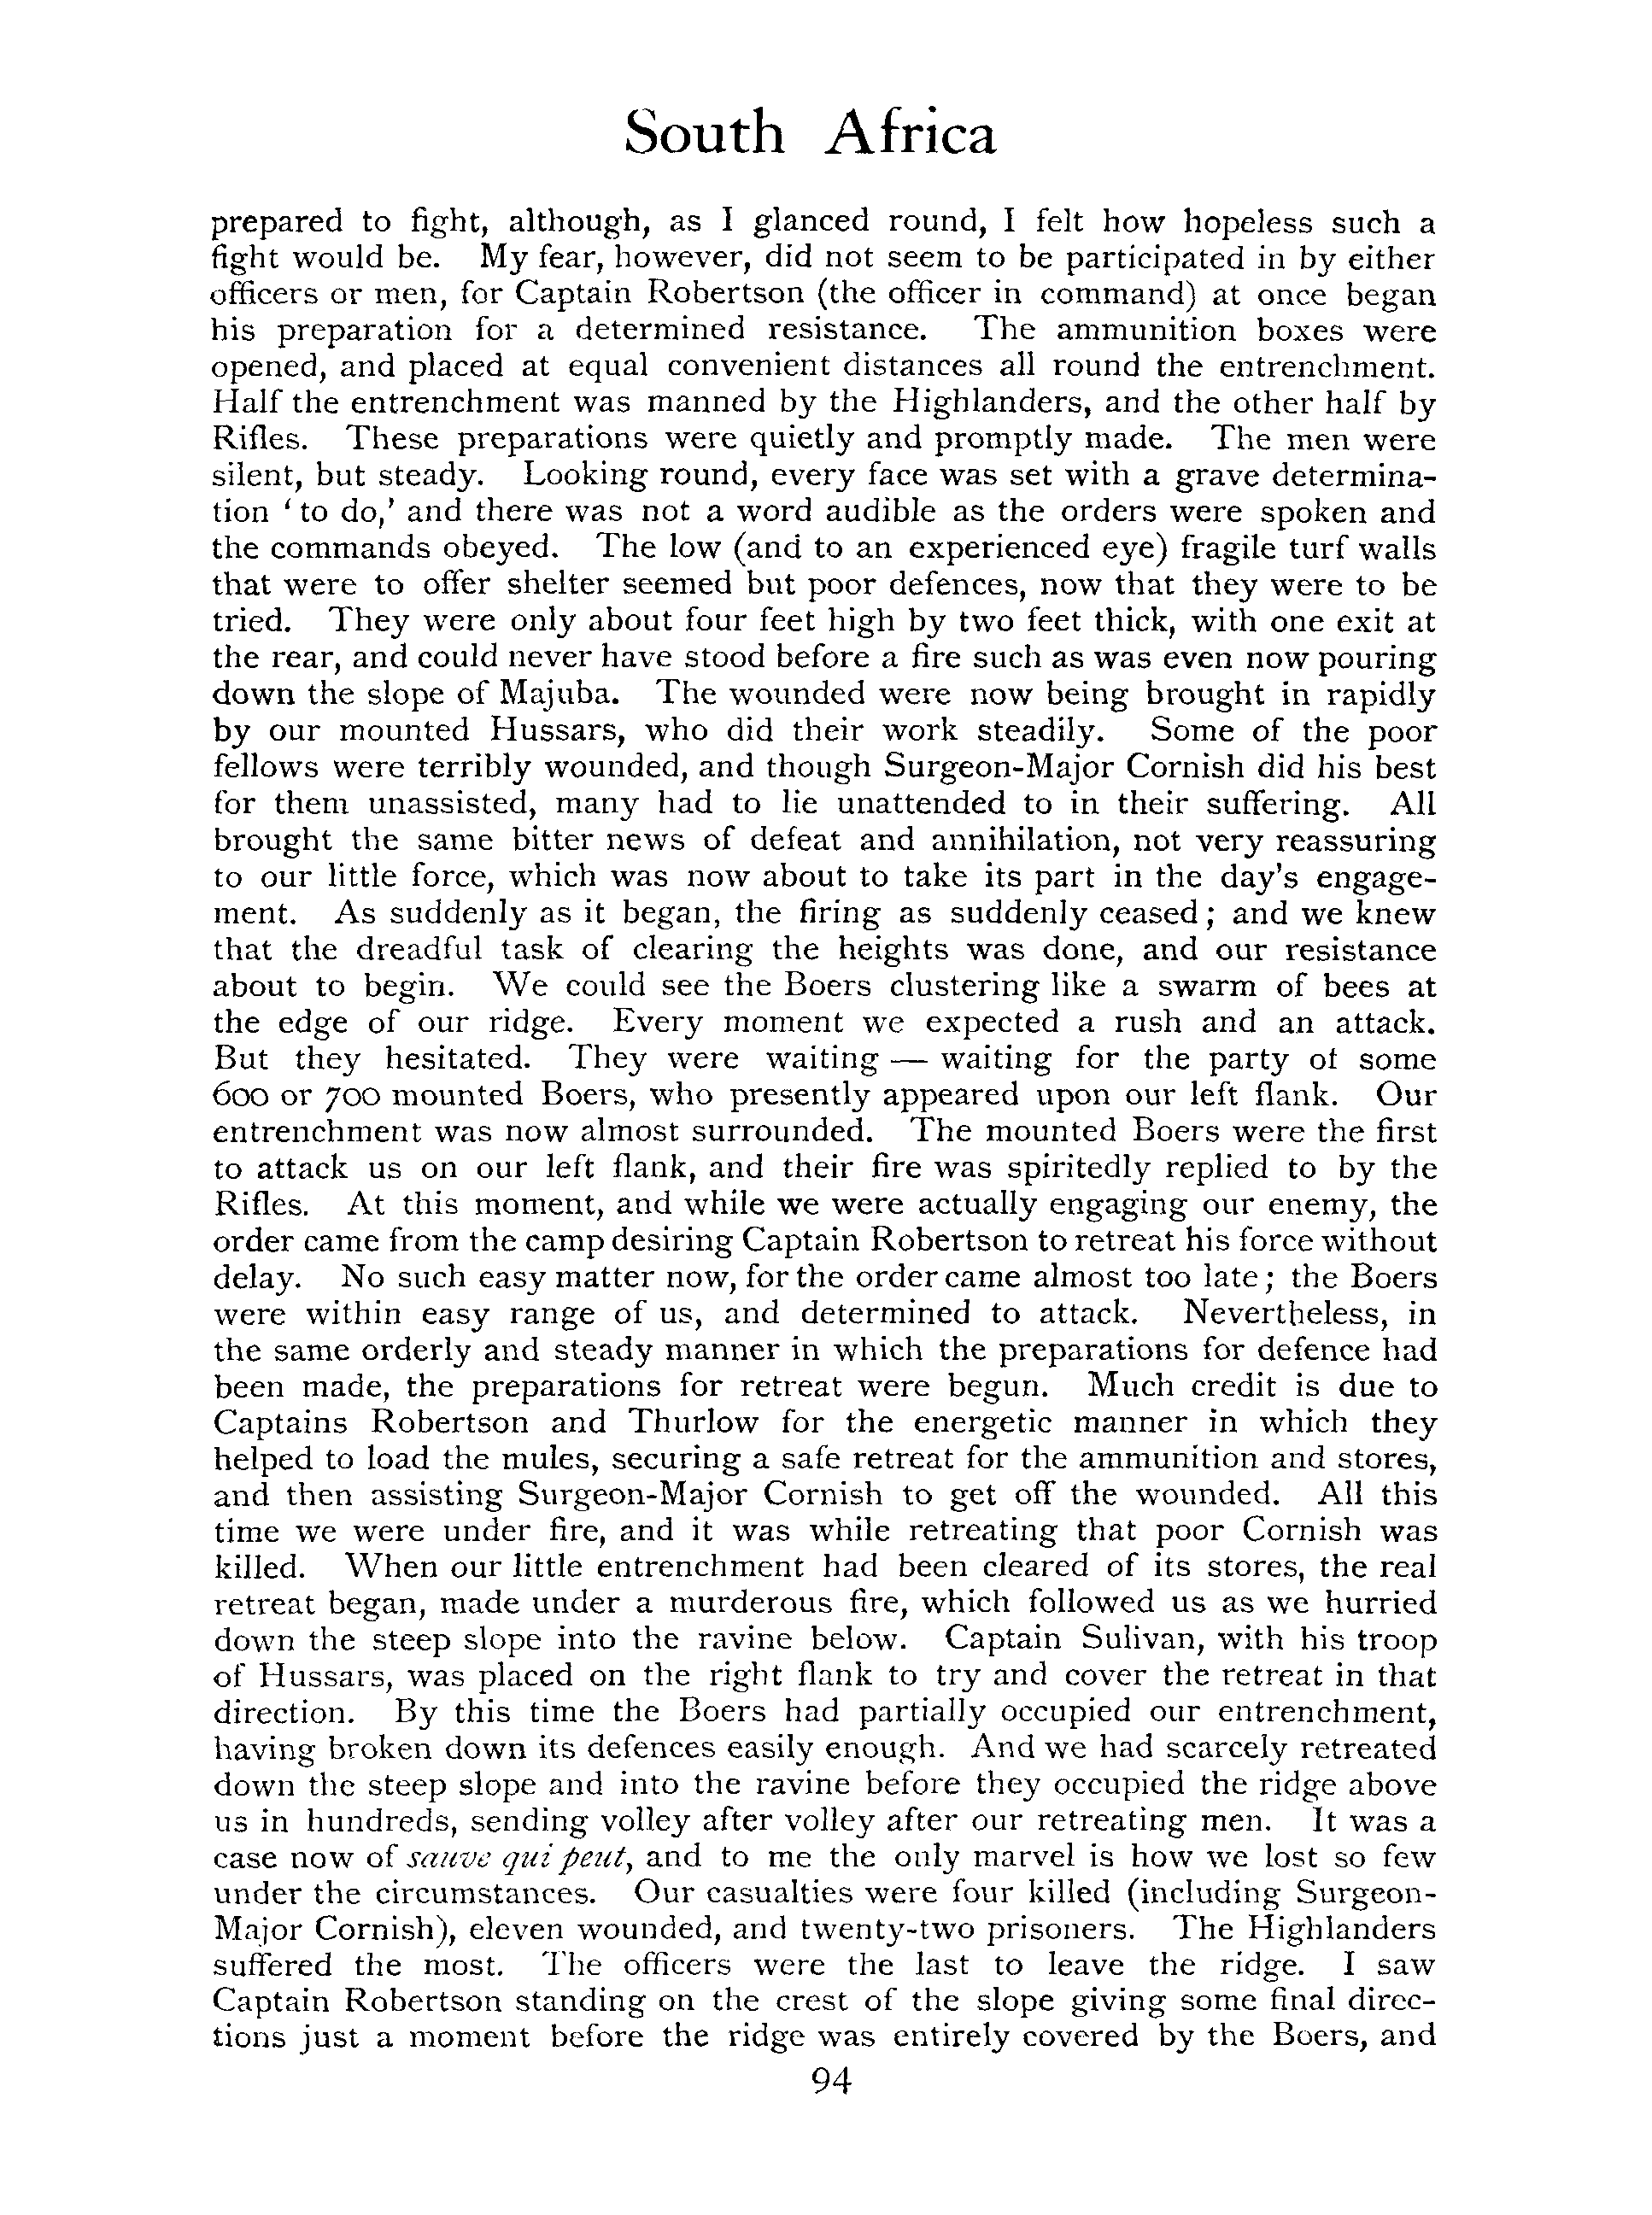 South Africa
prepared to fight, although, as I glanced round, I felt how hopeless such a
fight would be. My fear, however, did not seem to be participated in by either
officers or men, for Captain Robertson (the officer in command) at once began
his preparation for a determined resistance. The ammunition boxes were
opened, and placed at equal convenient distances all round the entrenchment.
Half the entrenchment was manned by the Highlanders, and the other half by
Rifles. These preparations were quietly and promptly made. The men were
silent, but steady. Looking round, every face was set with a grave determina-
tion ‘to do,’ and there was not a word audible as the orders were spoken and
the commands obeyed. The low (and to an experienced eye) fragile turf walls
that were to offer shelter seemed but poor defences, now that they were to be
tried. They were only about four feet high by two feet thick, with one exit at
the rear, and could never have stood before a fire such as was even now pouring
down the slope of Majuba. The wounded were now being brought in rapidly
by our mounted Hussars, who did their work steadily. Some of the poor
fellows were terribly wounded, and though Surgeon-Major Cornish did his best
for them unassisted, many had to lie unattended to in their suffering. All
brought the same bitter news of defeat and annihilation, not very reassuring
to our little force, which was now about to take its part in the day's engage-
ment. As suddenly as it began, the firing as suddenly ceased; and we knew
that the dreadful task of clearing the heights was done, and our resistance
about to begin. We could see the Boers clustering like a swarm of bees at
the edge of our ridge. Every moment we expected a rush and an attack.
But they hesitated. They were waiting — waiting for the party of some
600 or 700 mounted Boers, who presently appeared upon our left flank. Our
entrenchment was now almost surrounded. The mounted Boers were the first
to attack us on our left flank, and their fire was spiritedly replied to by the
Rifles. At this moment, and while we were actually engaging our enemy, the
order came from the camp desiring Captain Robertson to retreat his force without
delay. No such easy matter now, for the order came almost too late; the Boers
were within easy range of us, and determined to attack. Nevertheless, in
the same orderly and steady manner in which the preparations for defence had
been made, the preparations for retreat were begun. Much credit is due to
Captains Robertson and Thurlow for the energetic manner in which they
helped to load the mules, securing a safe retreat for the ammunition and stores,
and then assisting Surgeon-Major Cornish to get off the wounded. All this
time we were under fire, and it was while retreating that poor Cornish was
killed. When our little entrenchment had been cleared of its stores, the real
retreat began, made under a murderous fire, which followed us as we hurried
down the steep slope into the ravine below. Captain Sulivan, with his troop
of Hussars, was placed on the right flank to try and cover the retreat in that
direction. By this time the Boers had partially occupied our entrenchment,
having broken down its defences easily enough. And we had scarcely retreated
down the steep slope and into the ravine before they occupied the ridge above
us in hundreds, sending volley after volley after our retreating men. It was a
case now of sauve qui peut, and to me the only marvel is how we lost so few
under the circumstances. Our casualties were four killed (including Surgeon-
Major Cornish), eleven wounded, and twenty-two prisoners. The Highlanders
suffered the most. The officers were the last to leave the ridge. I saw
Captain Robertson standing on the crest of the slope giving some final direc-
tions just a moment before the ridge was entirely covered by the Boers, and
94